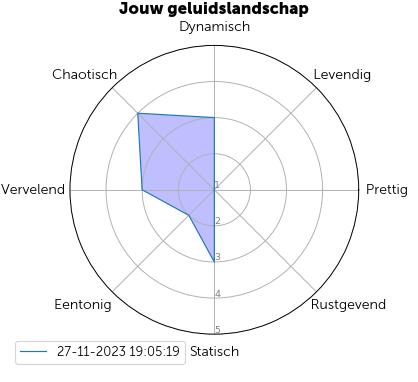 Jouw geluidslandschap
Dynamisch
Chaotisch
Levendig
Vervelend
1
Prettig
2
3
4
Eentonig
Rustgevend
5
27-11-2023 19:05:19
Statisch